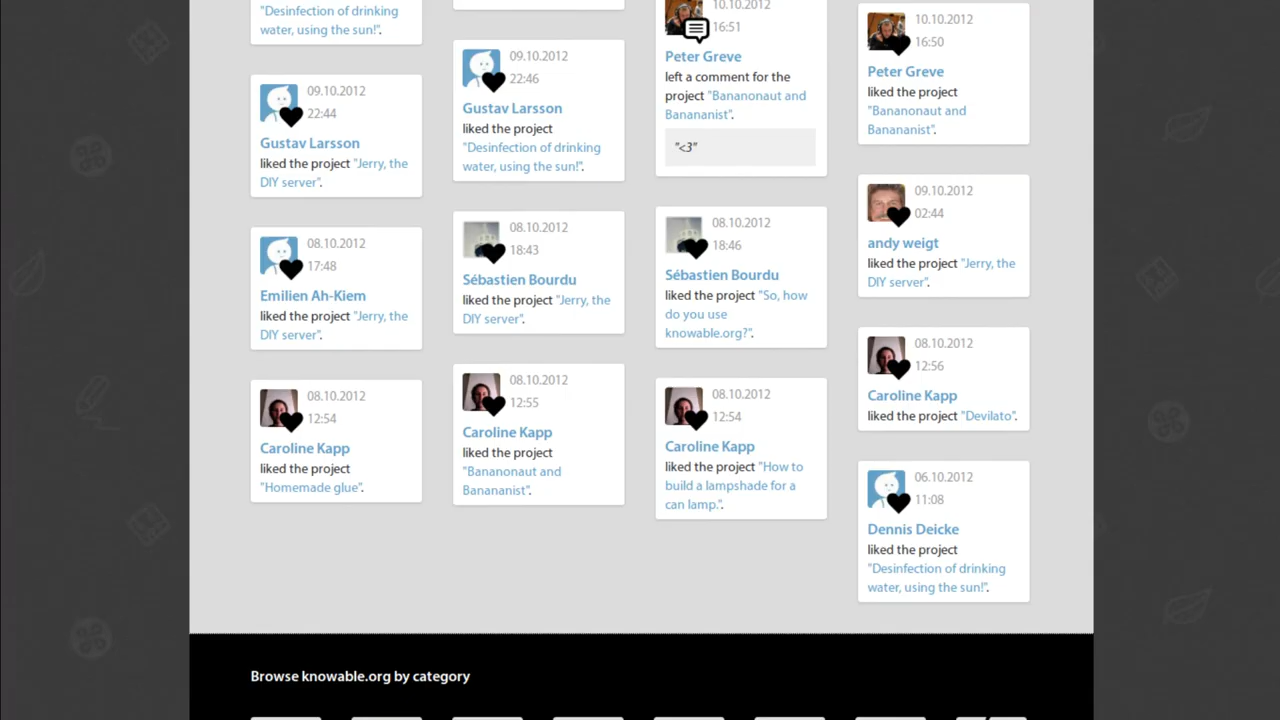 "Desinfection of drinking
water, using the sun!".
09.10.2012
22:44
Gustav Larsson
liked the project "Jerry, the
DIY server".
08.10.2012
17:48
Emilien Ah-Kiem
liked the project "Jerry, the
DIY server".
08.10.2012
12:54
Caroline Kapp
liked the project
"Homemade glue".
09.10.2012
22:46
Gustav Larsson
liked the project
"Desinfection of drinking
water, using the sun!".
08.10.2012
18:43
Sébastien Bourdu
liked the project "Jerry, the
DIY server".
08.10.2012
12:55
Caroline Kapp
liked the project
"Bananonaut and
Banananist".
10.10.2012
16:51
Peter Greve
left a comment for the
project "Bananonaut and
Banananist".
"<3"
08.10.2012
18:46
Sébastien Bourdu
liked the project "So, how
do you use
knowable.org?".
08.10.2012
12:54
Caroline Kapp
liked the project "How to
build a lampshade for a
can lamp.".
10.10.2012
16:50
Peter Greve
liked the project
"Bananonaut and
Banananist".
09.10.2012
02:44
andy weigt
liked the project "Jerry, the
DIY server".
08.10.2012
12:56
Caroline Kapp
liked the project "Devilato".
06.10.2012
11:08
Dennis Deicke
liked the project
"Desinfection of drinking
water, using the sun!".
Browse knowable.org by category